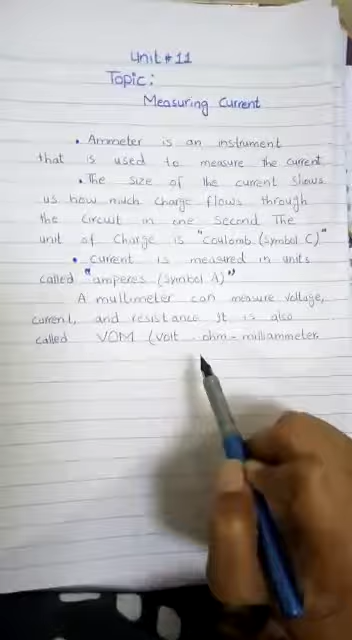 Unit # 11
Topic:
Measuring Current
• Ammeter is an instrument
that is used to measure the current
• The size of the current shows
us how much charge flows through
the circuit in one second The
unit of charge is "coulomb (symbol C)"
• Current is measured in units
called "amperes (symbol A)"
A multimeter can measure voltage,
current, and resistance It is also
called VOM (volt - ohm - milliammeter.